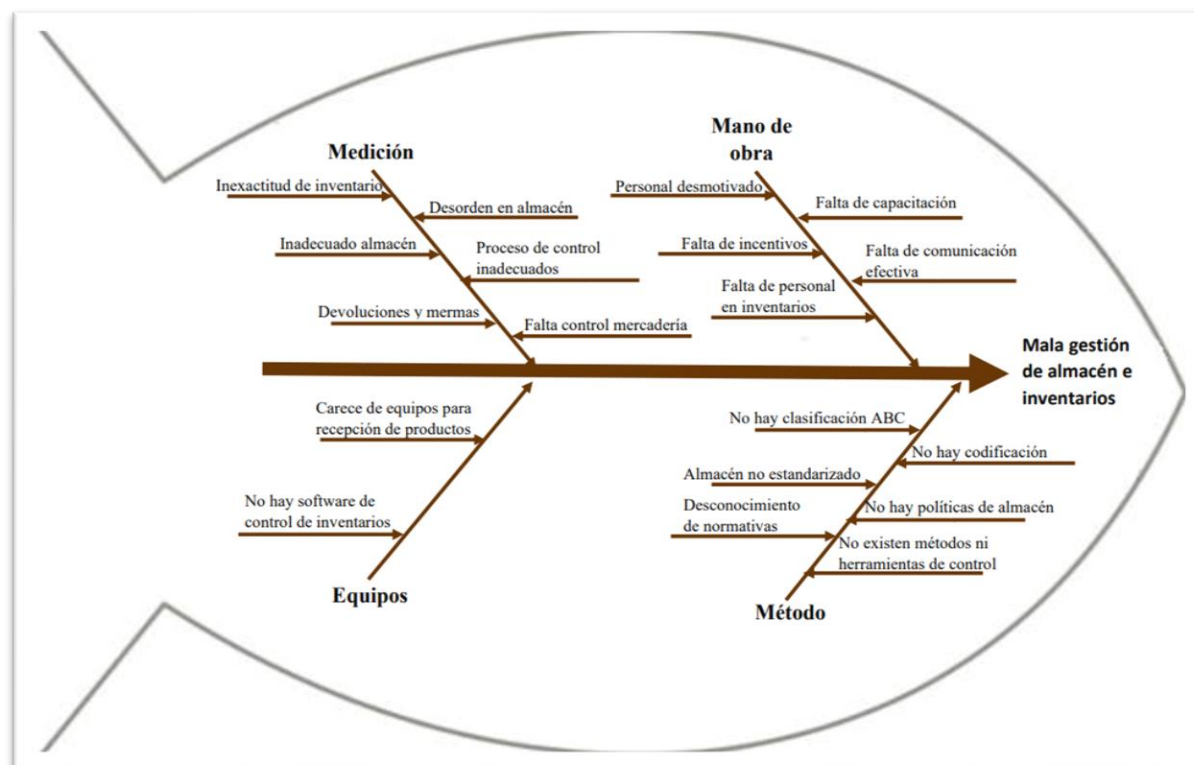 Medición
Inexactitud de inventario
Desorden en almacén
Inadecuado almacén
Proceso de control
inadecuados
Devoluciones y mermas
Falta control mercadería
Mano de
obra
Personal desmotivado
Falta de capacitación
Falta de incentivos
Falta de comunicación
efectiva
Falta de personal
en inventarios
Mala gestión
de almacén e
inventarios
Carece de equipos para
recepción de productos
No hay software de
control de inventarios
Equipos
No hay clasificación ABC
No hay codificación
Almacén no estandarizado
Desconocimiento
de normativas
No hay políticas de almacén
No existen métodos ni
herramientas de control
Método